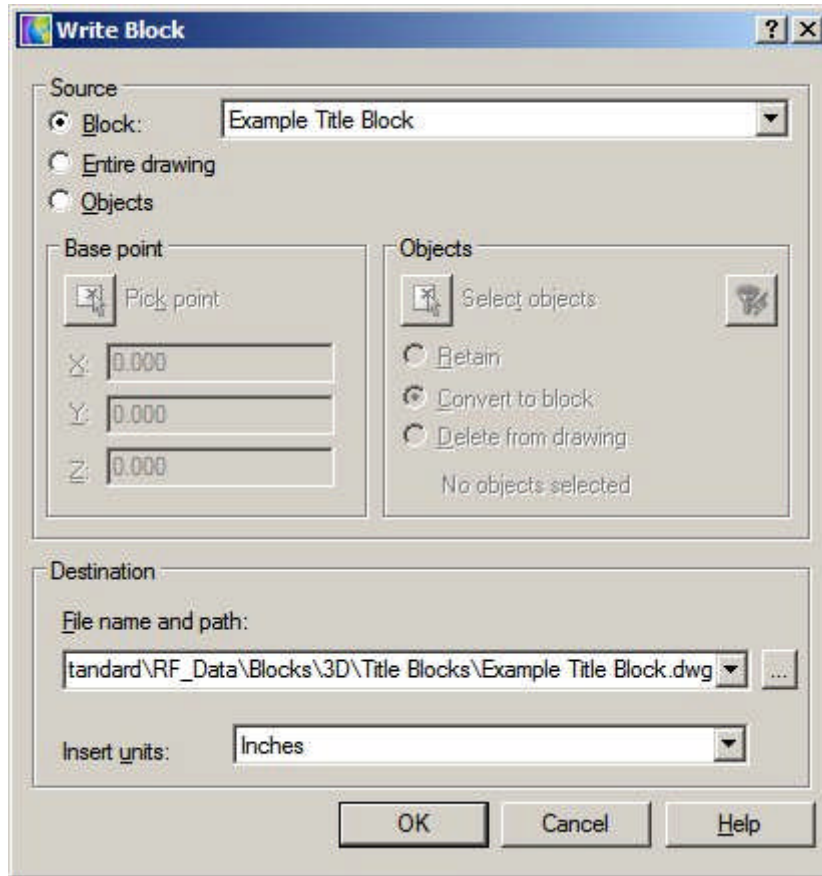 Write Block
Source
Block: Example Title Block
Entire drawing
Objects
Base point
Pick point
X: 0.000
Y: 0.000
Z: 0.000
Objects
Select objects
Retain
Convert to block
Delete from drawing
No objects selected
Destination
File name and path:
tandard\RF_Data\Blocks\3D\Title Blocks\Example Title Block.dwg ...
Insert units: Inches
OK Cancel Help